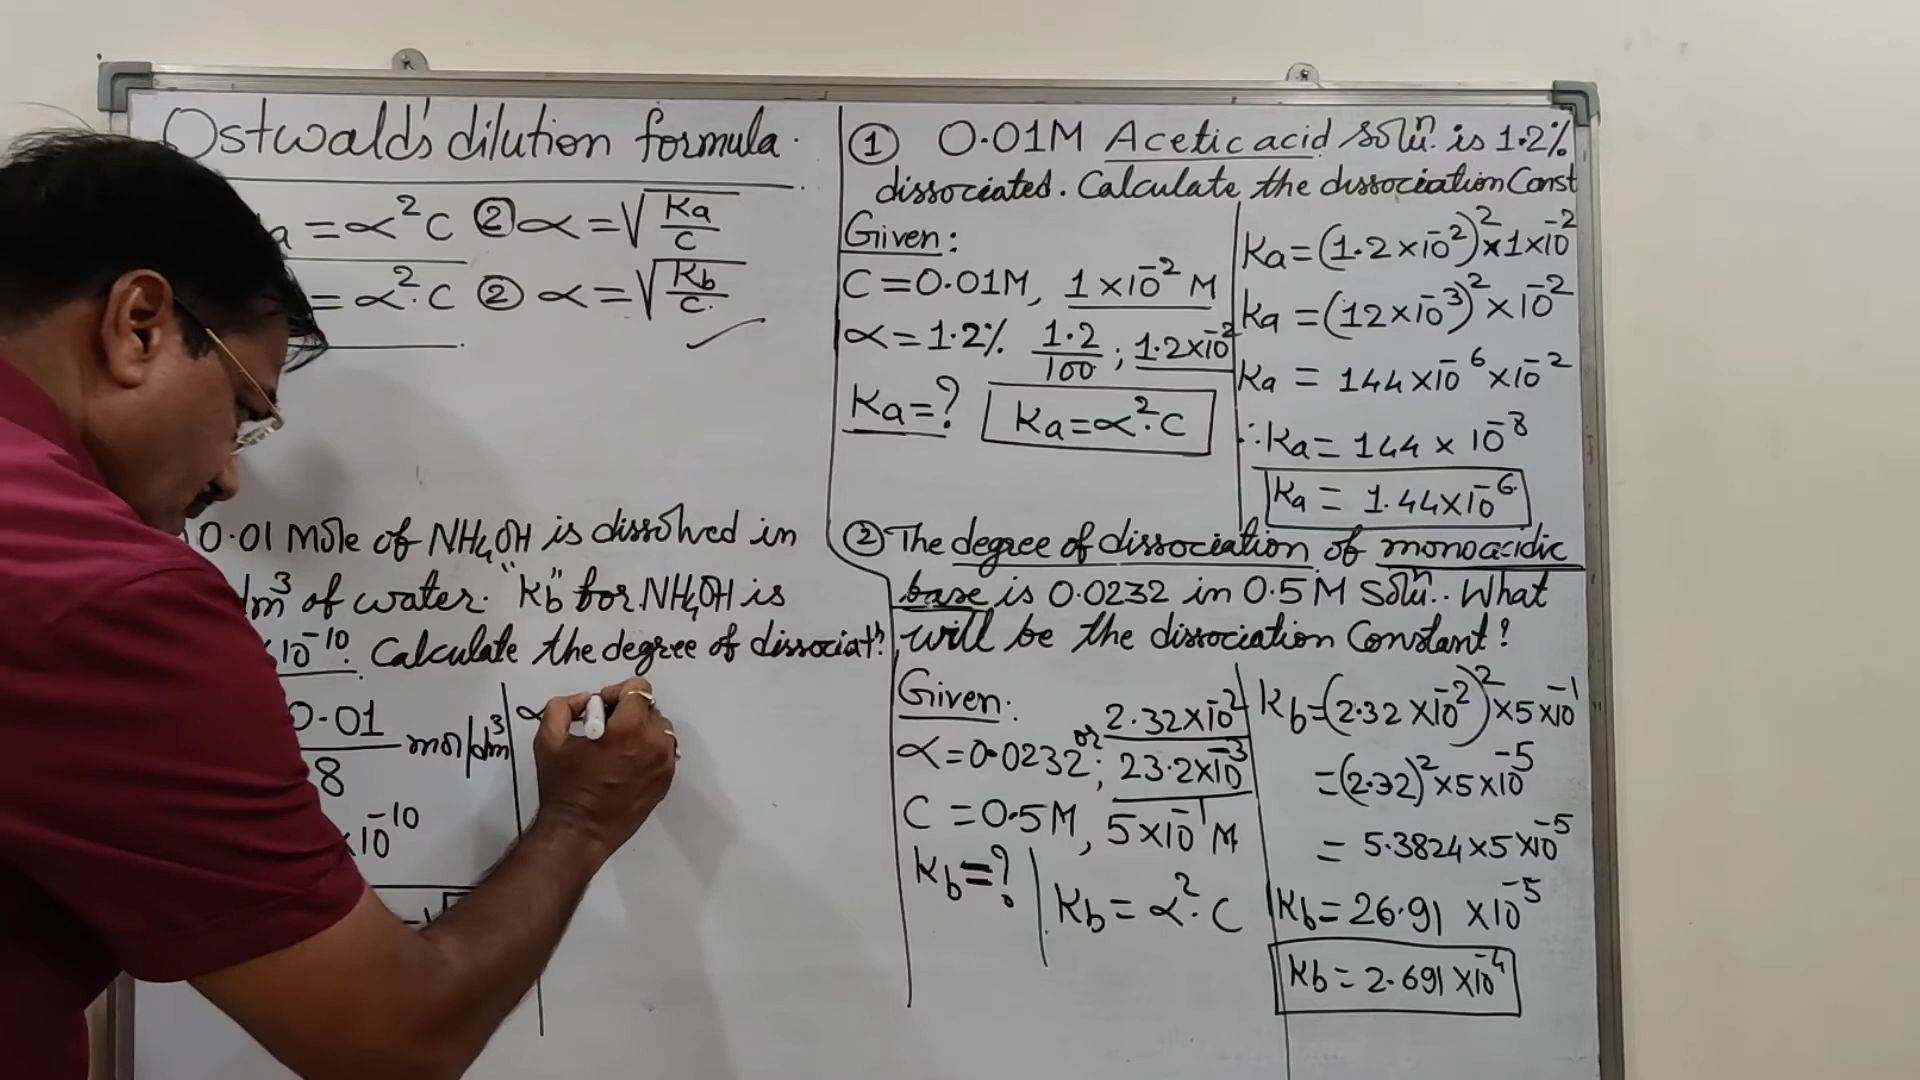 Ostwald's dilution formula.
a = ∝²C ② ∝ = √Ka/C
= ∝².C ② ∝ = √Kb/C.
0.01 mole of NH₄OH is dissolved in
dm³ of water. "Kb" for NH₄OH is
×10⁻¹⁰. Calculate the degree of dissociatⁿ.
0.01/8 mol/dm³
×10⁻¹⁰
∝
① 0.01M Acetic acid solūⁿ. is 1.2%
dissociated. Calculate the dissociation Const
Given:
C = 0.01M, 1×10⁻² M
∝ = 1.2% 1.2/100 ; 1.2×10⁻²
Ka = ? Ka = ∝².C
Ka = (1.2×10⁻²)²×1×10⁻²
Ka = (12×10⁻³)²×10⁻²
Ka = 144×10⁻⁶×10⁻²
∴Ka = 144 × 10⁻⁸
Ka = 1.44×10⁻⁶
② The degree of dissociation of monoacidic
base is 0.0232 in 0.5 M Solūⁿ.. What
will be the dissociation Constant?
Given:
∝ = 0.0232 ; 2.32×10⁻² or 23.2×10⁻³
C = 0.5M, 5×10⁻¹ M
Kb = ? Kb = ∝².C
Kb = (2.32×10⁻²)²×5×10⁻¹
= (2.32)²×5×10⁻⁵
= 5.3824×5×10⁻⁵
Kb = 26.91 ×10⁻⁵
Kb = 2.691×10⁻⁴